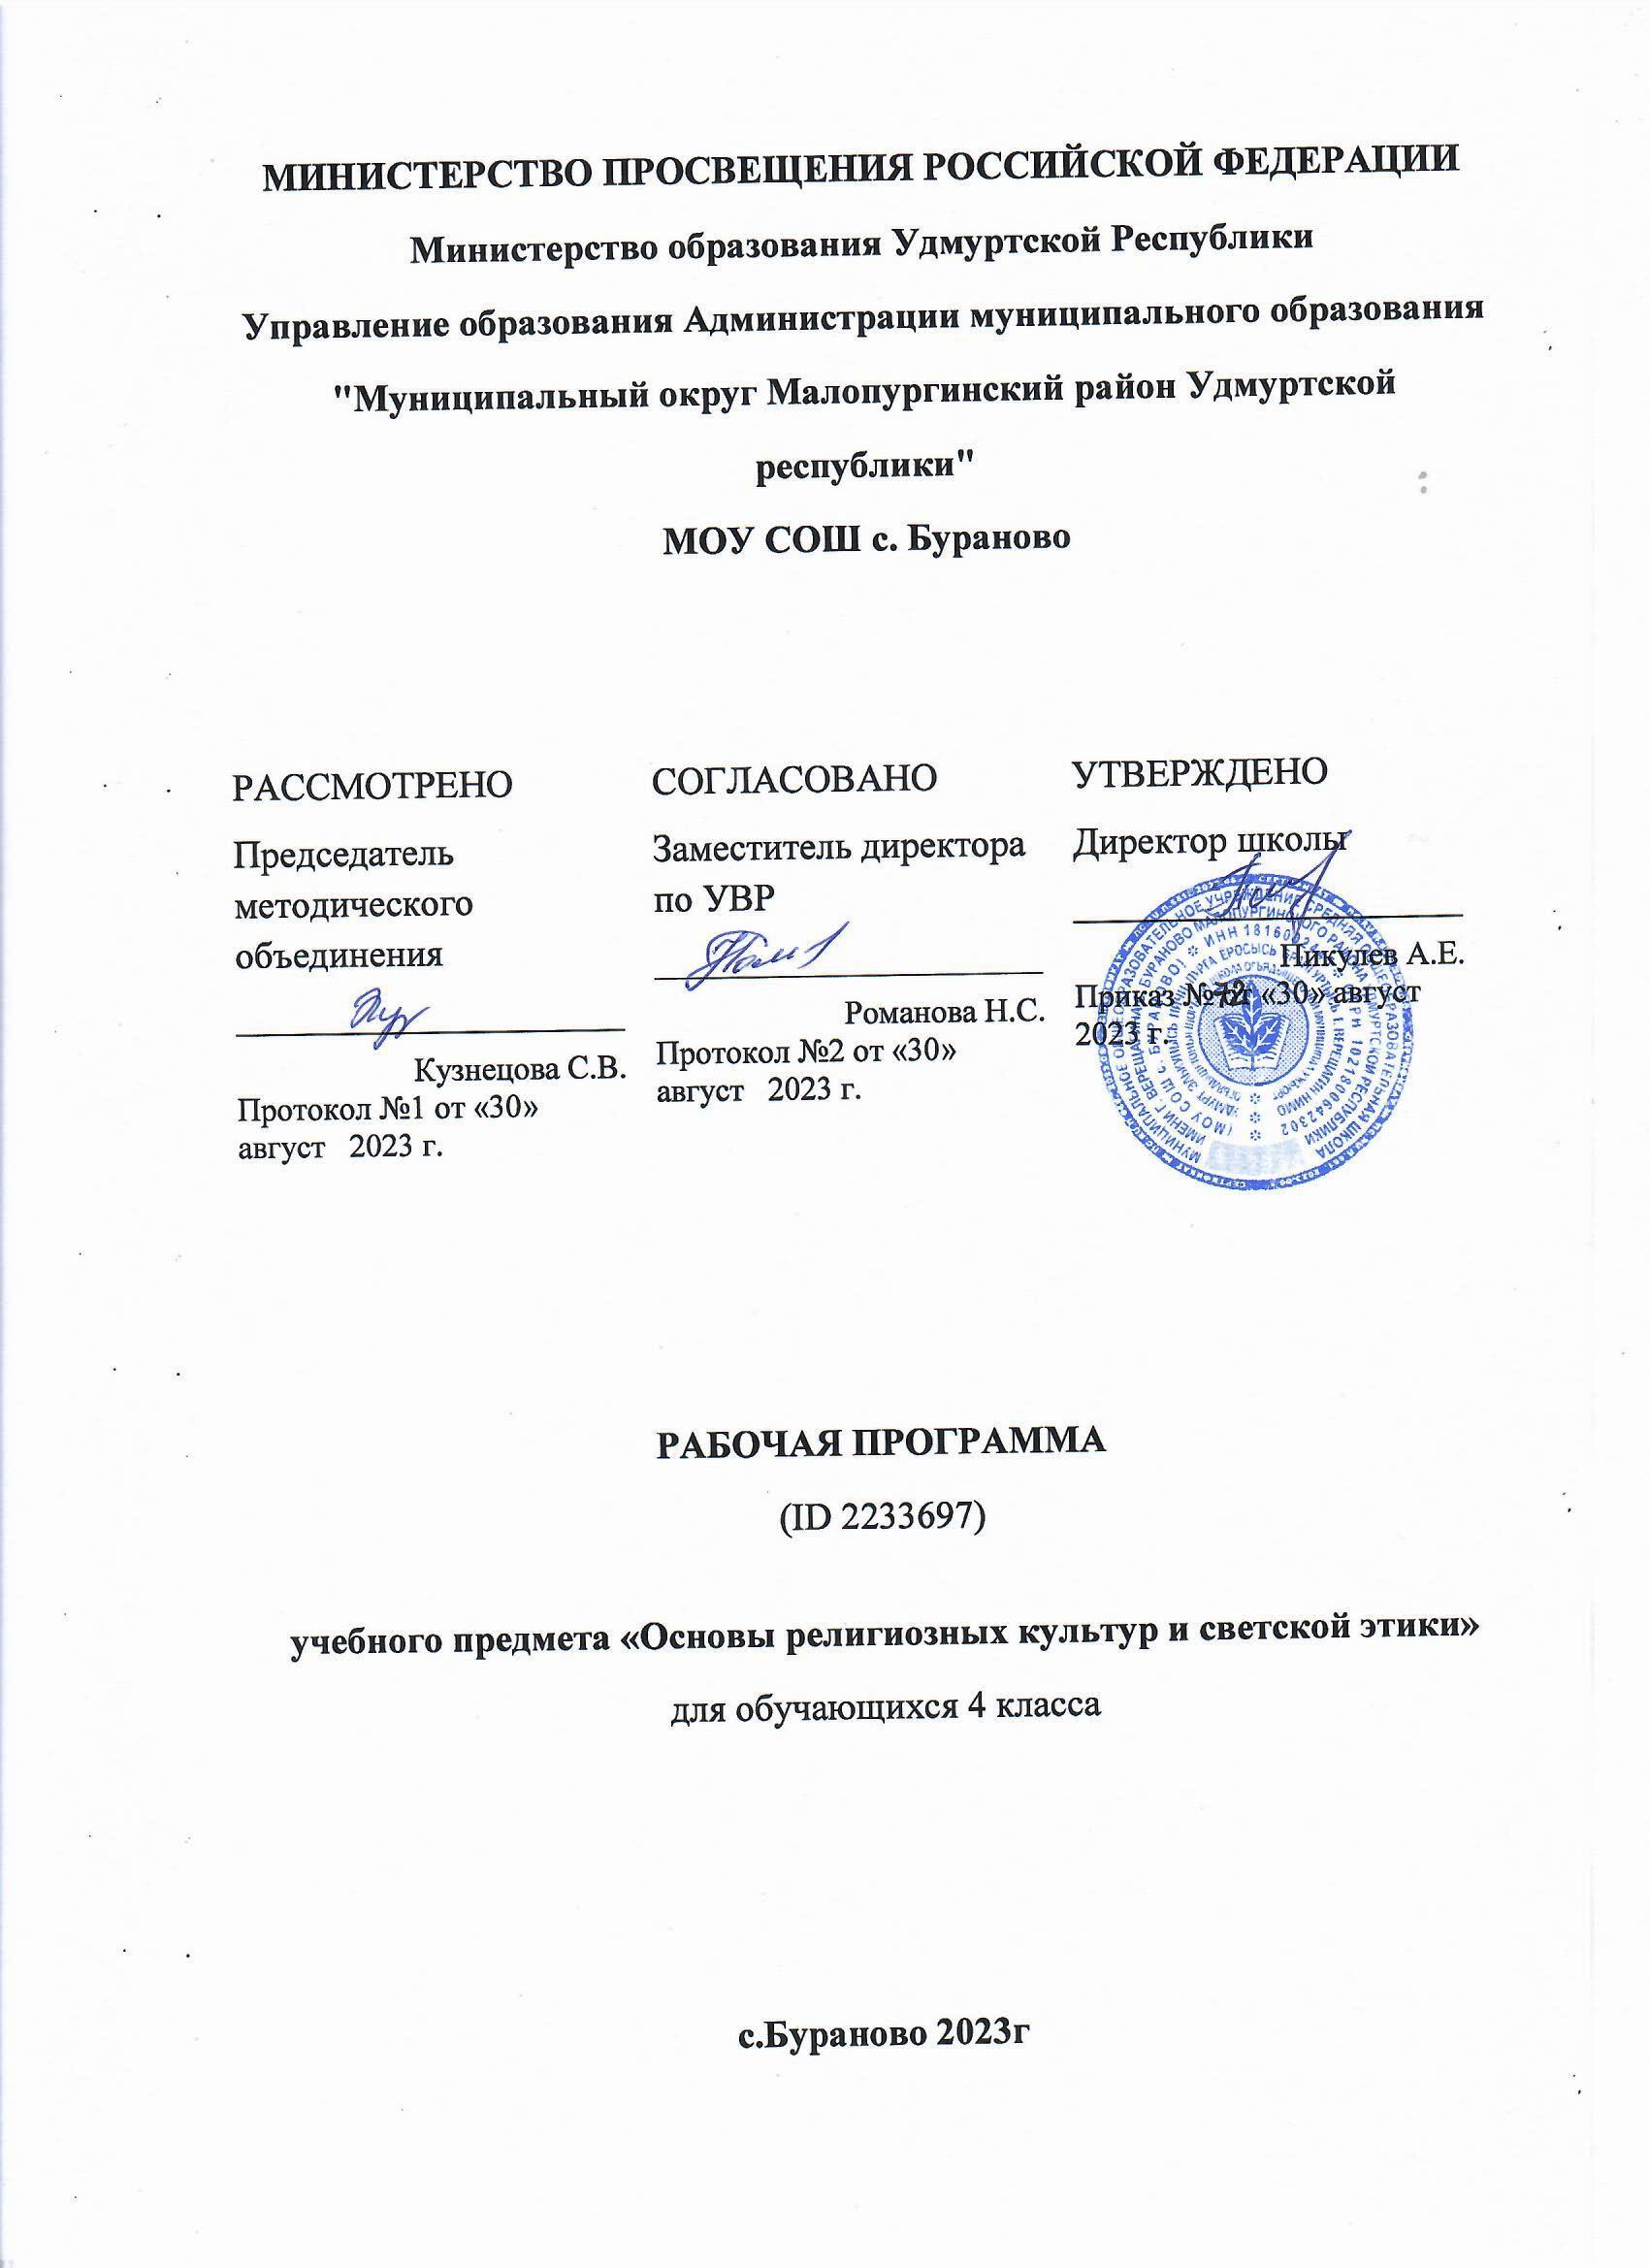 МИНИСТЕРСТВО ПРОСВЕЩЕНИЯ РОССИЙСКОЙ ФЕДЕРАЦИИ
Министерство образования Удмуртской Республики
Управление образования Администрации муниципального образования
"Муниципальный округ Малопургинский район Удмуртской
республики"
МОУ СОШ с. Бураново
РАССМОТРЕНО
Председатель
методического
объединения
Кузнецова С.В.
Протокол №1 от «30»
август 2023 г.
СОГЛАСОВАНО
Заместитель директора
по УВР
Романова Н.С.
Протокол №2 от «30»
август 2023 г.
УТВЕРЖДЕНО
Директор школы
Пикулев А.Е.
Приказ №72 от «30» август
2023 г.
РАБОЧАЯ ПРОГРАММА
(ID 2233697)
учебного предмета «Основы религиозных культур и светской этики»
для обучающихся 4 класса
с.Бураново 2023г